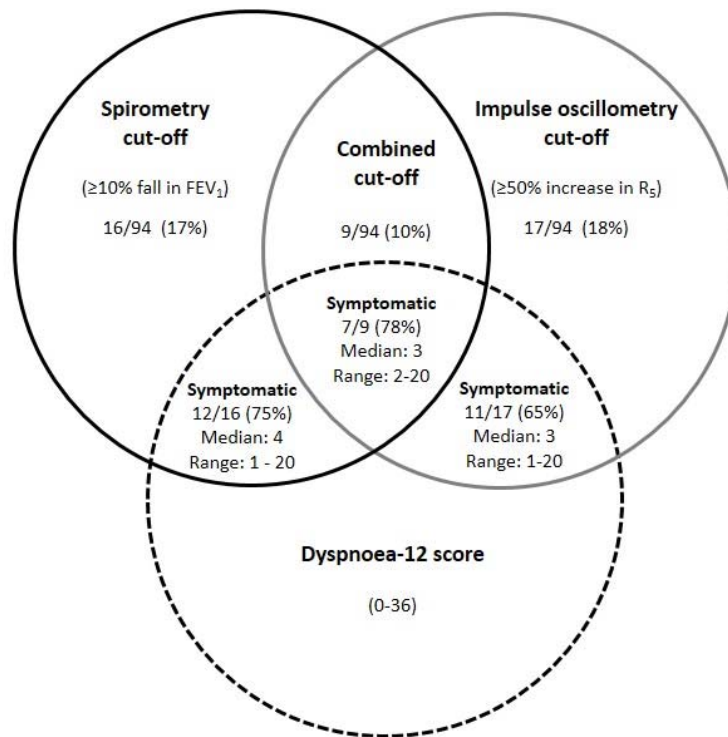 Spirometry
cut-off
(≥10% fall in FEV₁)
16/94 (17%)
Combined
cut-off
9/94 (10%)
Impulse oscillometry
cut-off
(≥50% increase in R₅)
17/94 (18%)
Symptomatic
7/9 (78%)
Median: 3
Range: 2-20
Symptomatic
12/16 (75%)
Median: 4
Range: 1 - 20
Symptomatic
11/17 (65%)
Median: 3
Range: 1-20
Dyspnoea-12 score
(0-36)